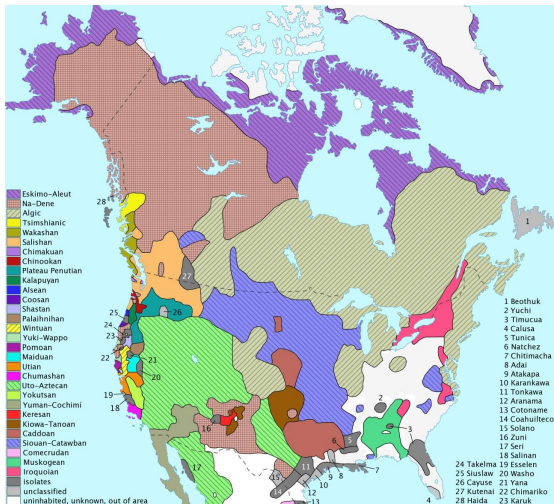 28
1
27
26
25
24
23
22
21
20
19
18
17
16
15
14
11
12
13
10
9
8
7
6
5
2
3
4
Eskimo-Aleut
Na-Dene
Algic
Tsimshianic
Wakashan
Salishan
Chimakuan
Chinookan
Plateau Penutian
Kalapuyan
Alsean
Coosan
Shastan
Palaihnihan
Wintuan
Yuki-Wappo
Pomoan
Maiduan
Utian
Chumashan
Uto-Aztecan
Yokutsan
Yuman-Cochimi
Keresan
Kiowa-Tanoan
Caddoan
Siouan-Catawban
Comecrudan
Muskogean
Iroquoian
isolates
unclassified
uninhabited, unknown, out of area
1 Beothuk
2 Yuchi
3 Timucua
4 Calusa
5 Tunica
6 Natchez
7 Chitimacha
8 Adai
9 Atakapa
10 Karankawa
11 Tonkawa
12 Aranama
13 Cotoname
14 Coahuilteco
15 Solano
16 Zuni
17 Seri
18 Salinan
19 Esselen
20 Washo
21 Yana
22 Chimariko
23 Karuk
24 Takelma
25 Siuslaw
26 Cayuse
27 Kutenai
28 Haida